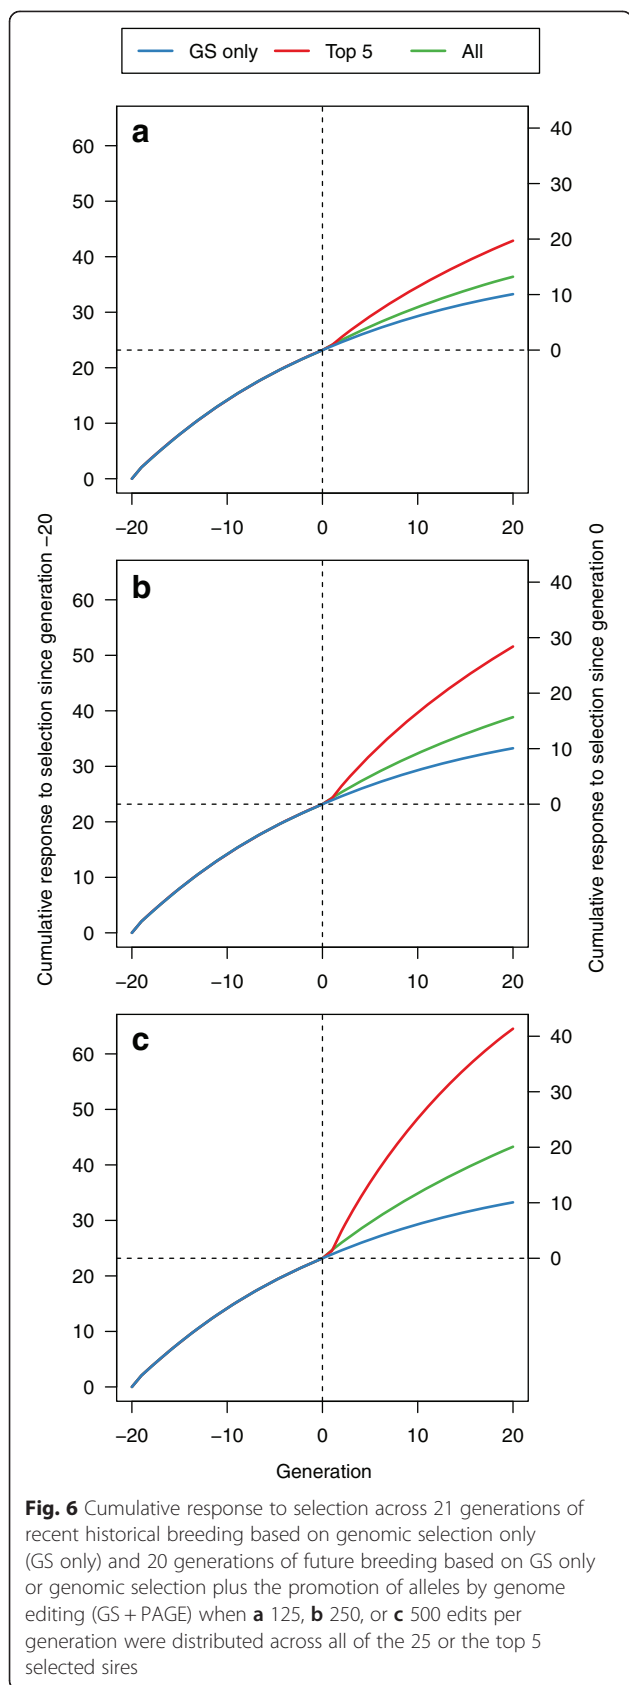 GS only Top 5 All
a
60
50
40
30
20
10
0
40
30
20
10
0
−20 −10 0 10 20
b
60
50
40
30
20
10
0
40
30
20
10
0
−20 −10 0 10 20
c
60
50
40
30
20
10
0
40
30
20
10
0
−20 −10 0 10 20
Cumulative response to selection since generation −20
Cumulative response to selection since generation 0
Generation
Fig. 6 Cumulative response to selection across 21 generations of
recent historical breeding based on genomic selection only
(GS only) and 20 generations of future breeding based on GS only
or genomic selection plus the promotion of alleles by genome
editing (GS + PAGE) when a 125, b 250, or c 500 edits per
generation were distributed across all of the 25 or the top 5
selected sires